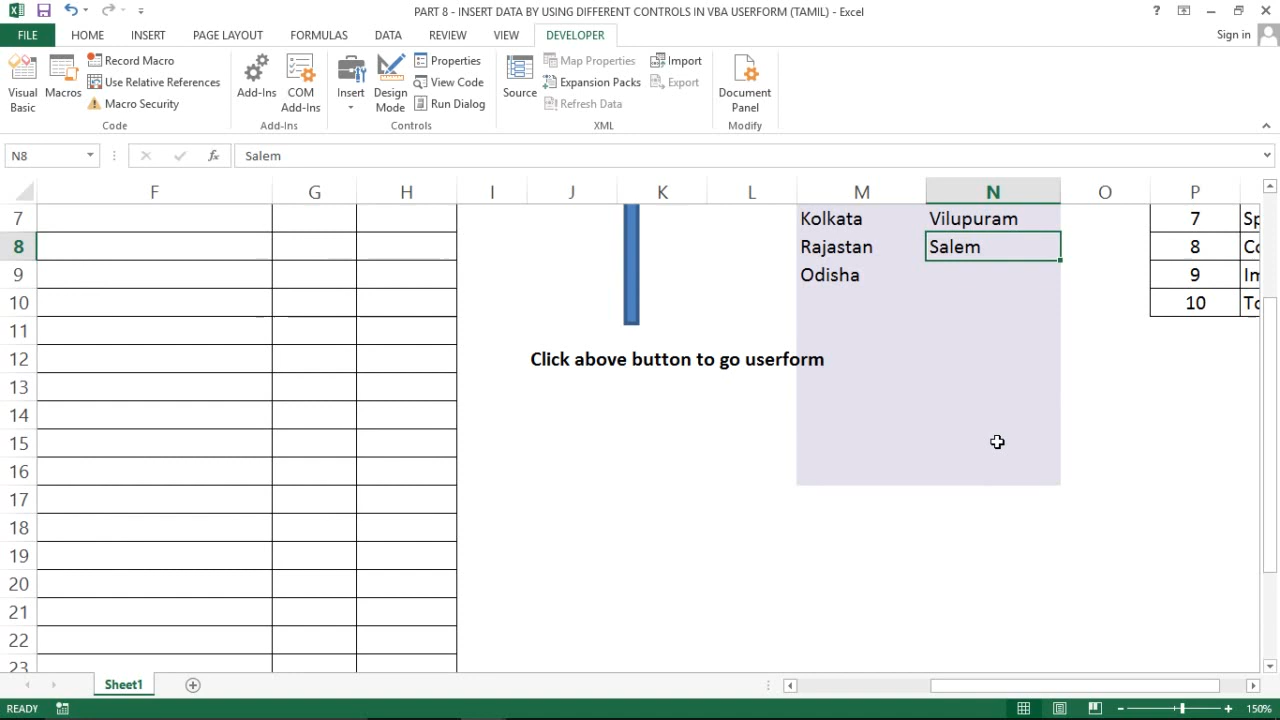 PART 8 - INSERT DATA BY USING DIFFERENT CONTROLS IN VBA USERFORM (TAMIL) - Excel
FILE HOME INSERT PAGE LAYOUT FORMULAS DATA REVIEW VIEW DEVELOPER Sign in
Visual Basic
Macros
Record Macro
Use Relative References
Macro Security
Code
Add-Ins
COM Add-Ins
Add-Ins
Insert
Design Mode
Properties
View Code
Run Dialog
Controls
Source
Map Properties
Expansion Packs
Refresh Data
Import
Export
XML
Document Panel
Modify
N8 fx Salem
F G H I J K L M N O P
7 Kolkata Vilupuram 7 Sp
8 Rajastan Salem 8 Co
9 Odisha 9 Im
10 10 To
11
12 Click above button to go userform
13
14
15
16
17
18
19
20
21
22
23
Sheet1
READY 150%